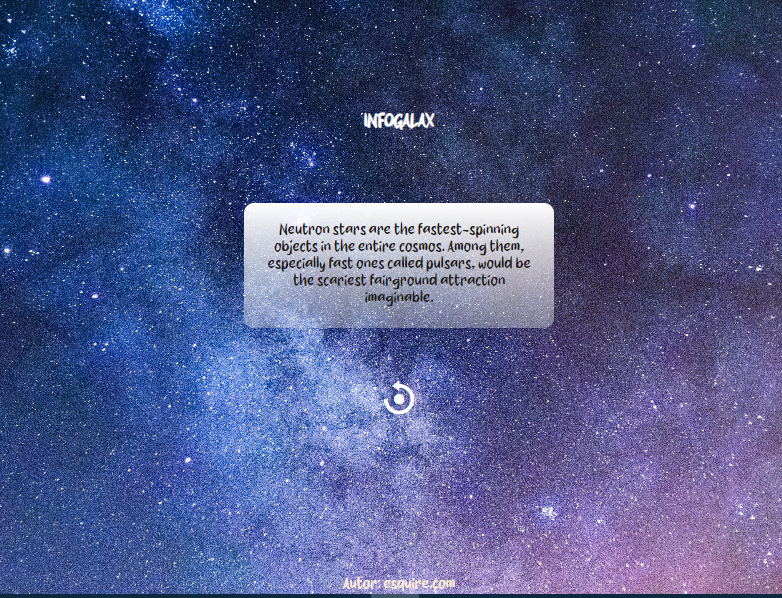 INFOGALAX
Neutron stars are the fastest-spinning
objects in the entire cosmos. Among them,
especially fast ones called pulsars, would be
the scariest fairground attraction
imaginable.
Autor: esquire.com